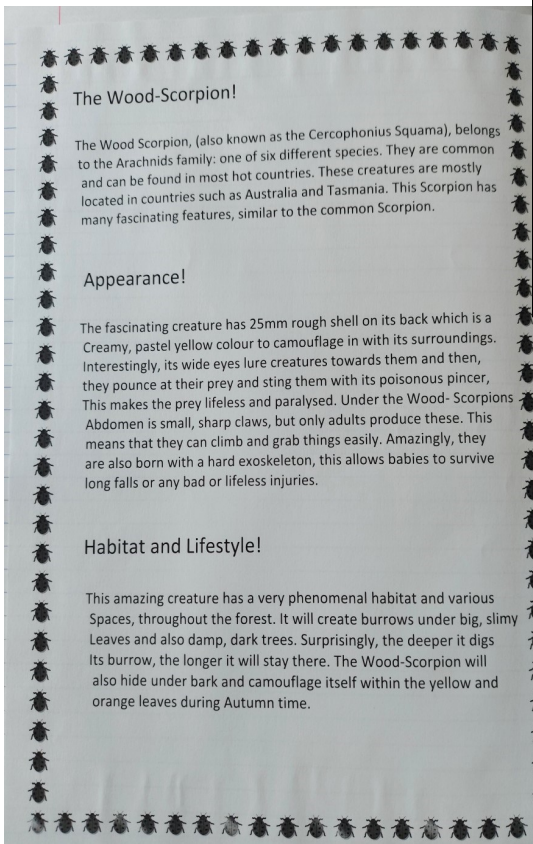 The Wood-Scorpion!
The Wood Scorpion, (also known as the Cercophonius Squama), belongs
to the Arachnids family: one of six different species. They are common
and can be found in most hot countries. These creatures are mostly
located in countries such as Australia and Tasmania. This Scorpion has
many fascinating features, similar to the common Scorpion.
Appearance!
The fascinating creature has 25mm rough shell on its back which is a
Creamy, pastel yellow colour to camouflage in with its surroundings.
Interestingly, its wide eyes lure creatures towards them and then,
they pounce at their prey and sting them with its poisonous pincer,
This makes the prey lifeless and paralysed. Under the Wood- Scorpions
Abdomen is small, sharp claws, but only adults produce these. This
means that they can climb and grab things easily. Amazingly, they
are also born with a hard exoskeleton, this allows babies to survive
long falls or any bad or lifeless injuries.
Habitat and Lifestyle!
This amazing creature has a very phenomenal habitat and various
Spaces, throughout the forest. It will create burrows under big, slimy
Leaves and also damp, dark trees. Surprisingly, the deeper it digs
Its burrow, the longer it will stay there. The Wood-Scorpion will
also hide under bark and camouflage itself within the yellow and
orange leaves during Autumn time.